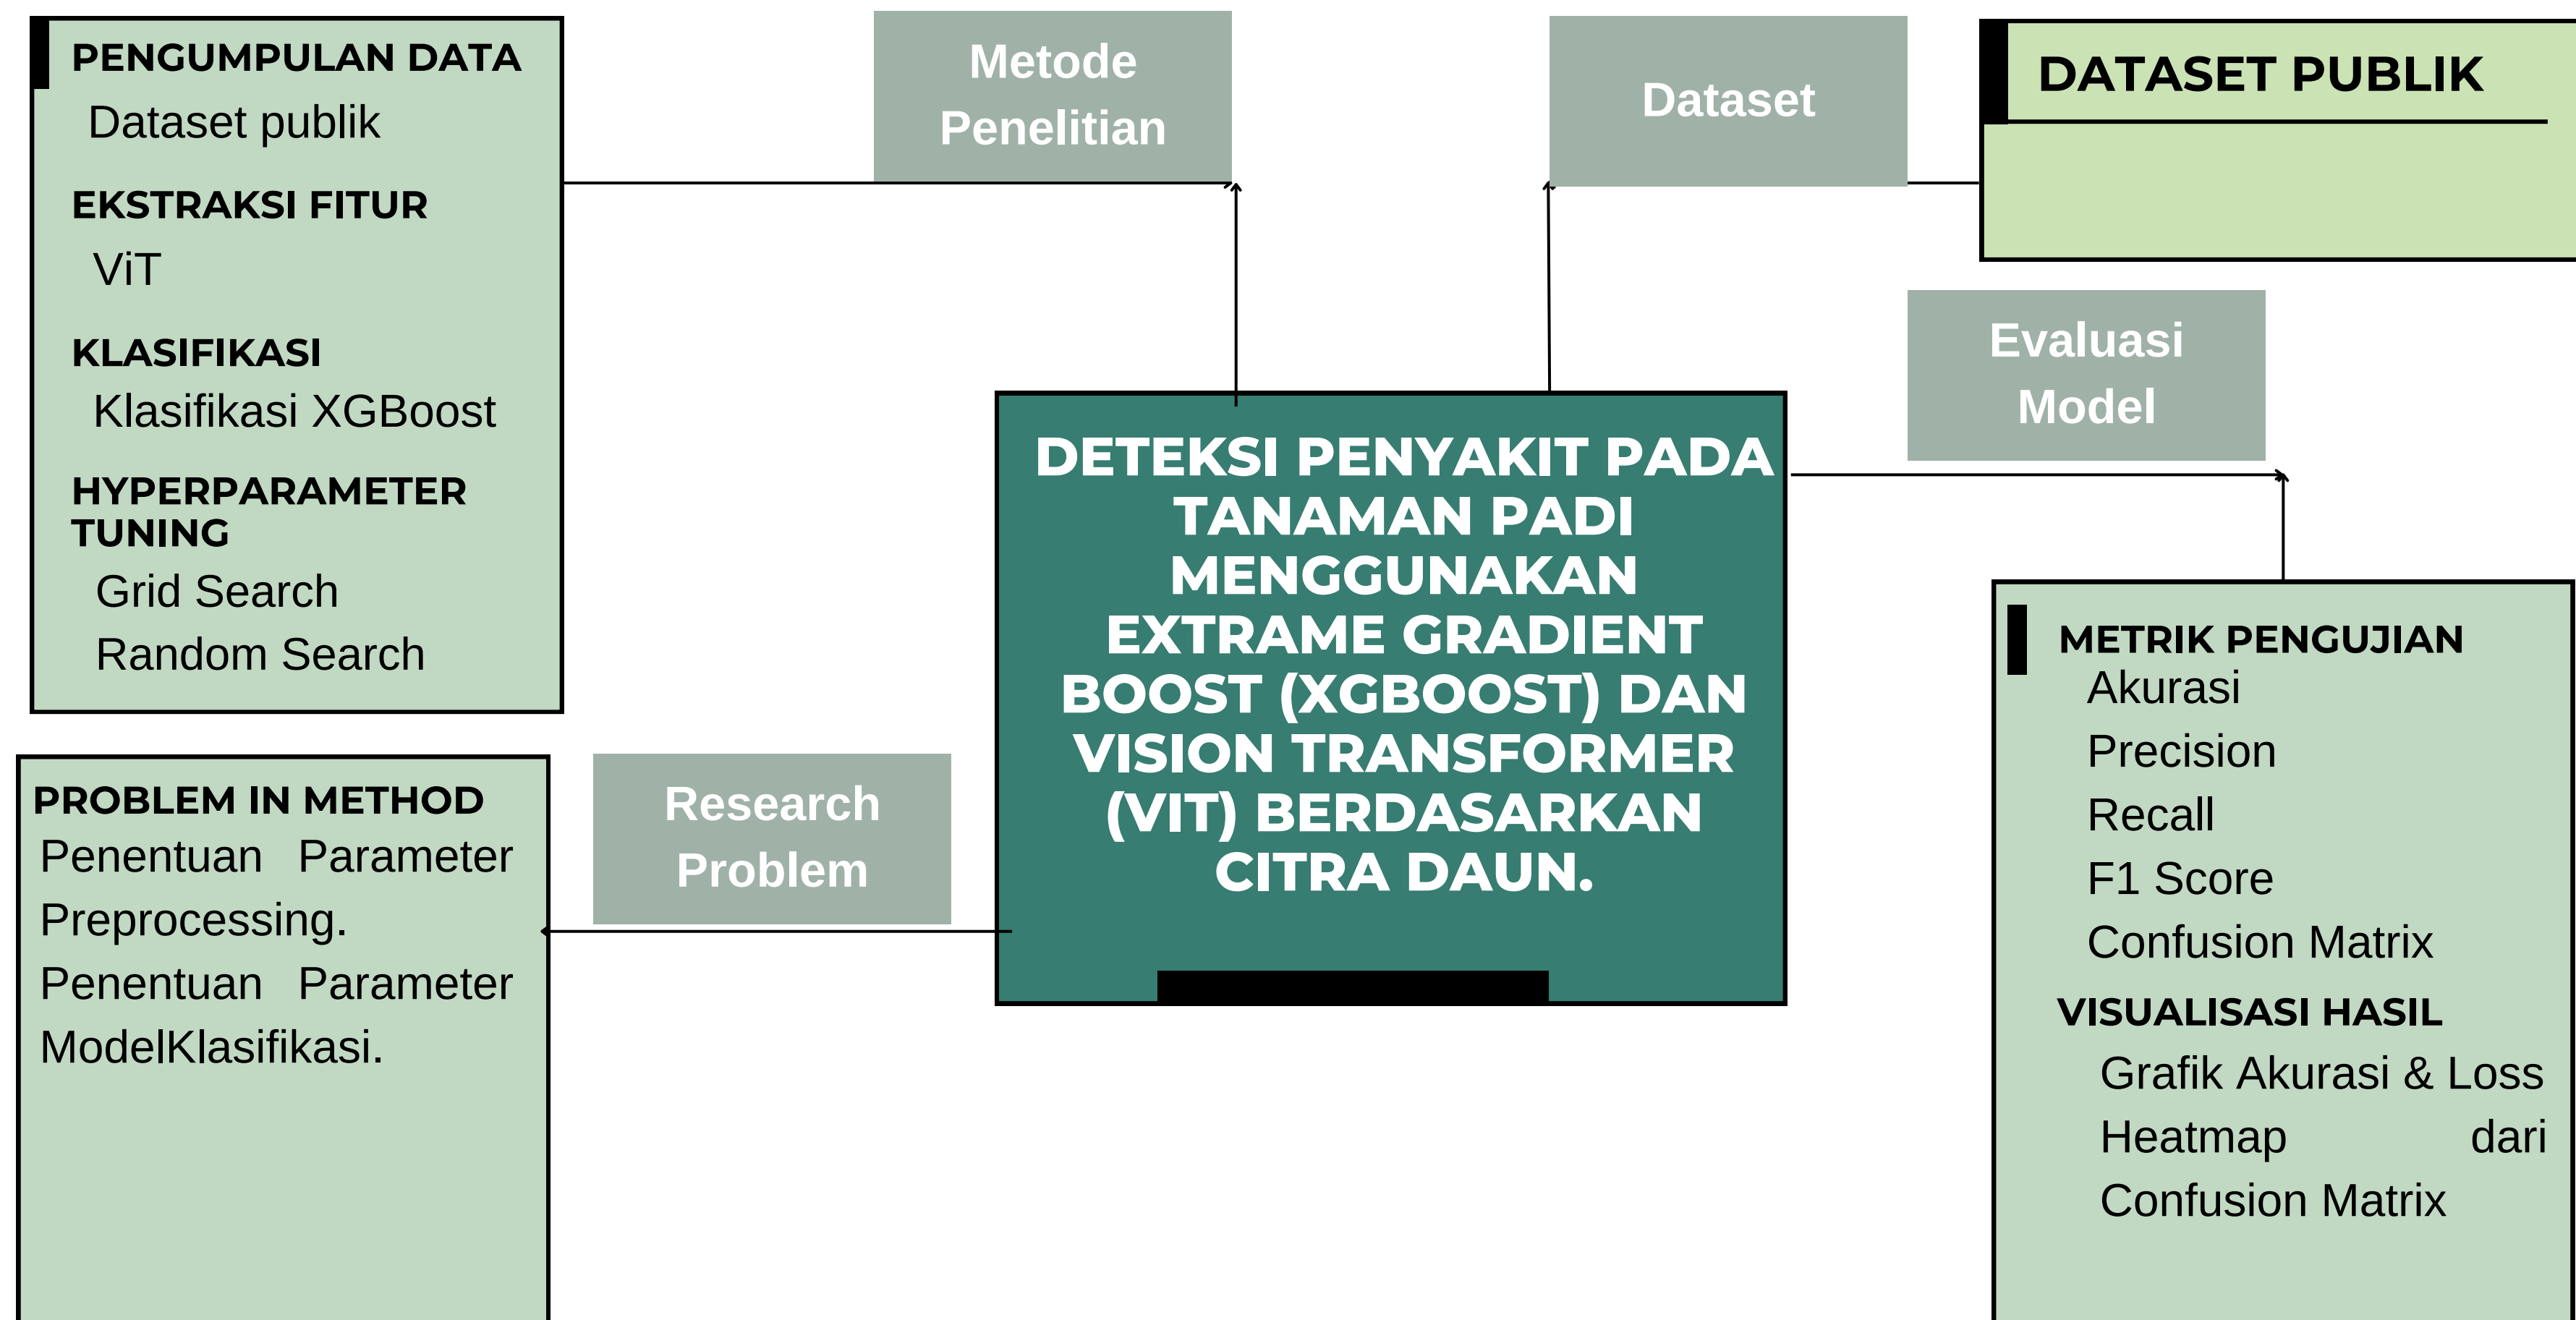 PENGUMPULAN DATA
Dataset publik
EKSTRAKSI FITUR
ViT
KLASIFIKASI
Klasifikasi XGBoost
HYPERPARAMETER
TUNING
Grid Search
Random Search
Metode
Penelitian
Dataset
DATASET PUBLIK
Evaluasi
Model
DETEKSI PENYAKIT PADA
TANAMAN PADI
MENGGUNAKAN
EXTRAME GRADIENT
BOOST (XGBOOST) DAN
VISION TRANSFORMER
(VIT) BERDASARKAN
CITRA DAUN.
Research
Problem
PROBLEM IN METHOD
Penentuan Parameter
Preprocessing.
Penentuan Parameter
ModelKlasifikasi.
METRIK PENGUJIAN
Akurasi
Precision
Recall
F1 Score
Confusion Matrix
VISUALISASI HASIL
Grafik Akurasi & Loss
Heatmap dari
Confusion Matrix